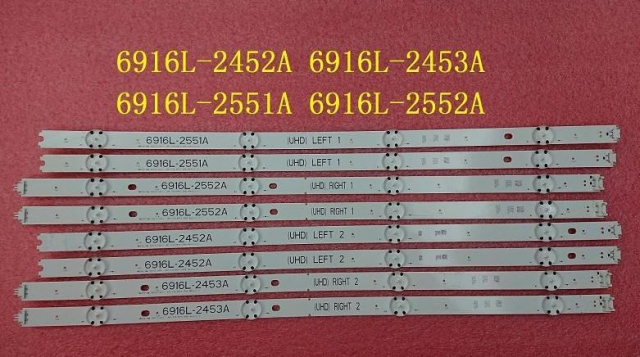 6916L-2452A 6916L-2453A
6916L-2551A 6916L-2552A
6916L-2551A (UHD) LEFT 1
6916L-2551A (UHD) LEFT 1
6916L-2552A (UHD) RIGHT 1
6916L-2552A (UHD) RIGHT 1
6916L-2452A (UHD) LEFT 2
6916L-2452A (UHD) LEFT 2
6916L-2453A (UHD) RIGHT 2
6916L-2453A (UHD) RIGHT 2